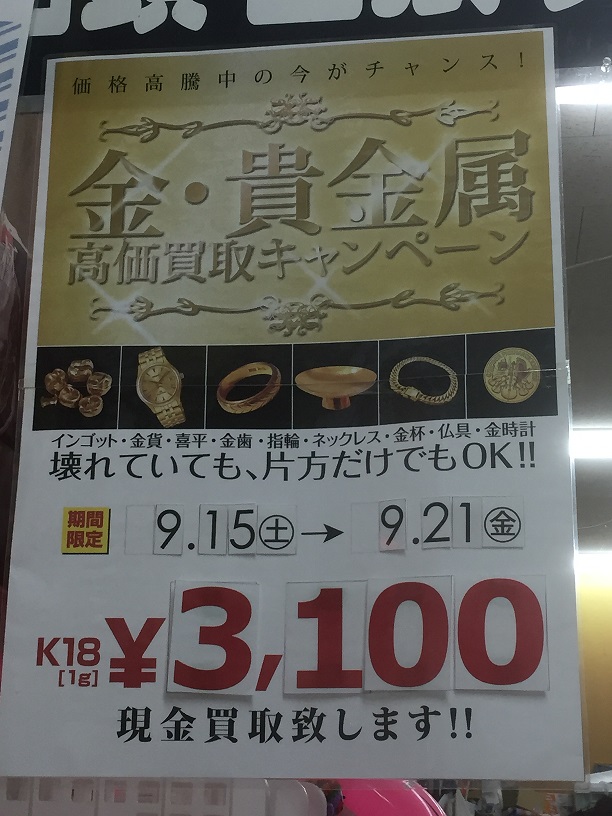 価格高騰中の今がチャンス!
金・貴金属
高価買取キャンペーン
インゴット・金貨・喜平・金歯・指輪・ネックレス・金杯・仏具・金時計
壊れていても、片方だけでもOK!!
期間限定 9.15㊏→ 9.21㊎
K18[1g] ¥3,100
現金買取致します!!